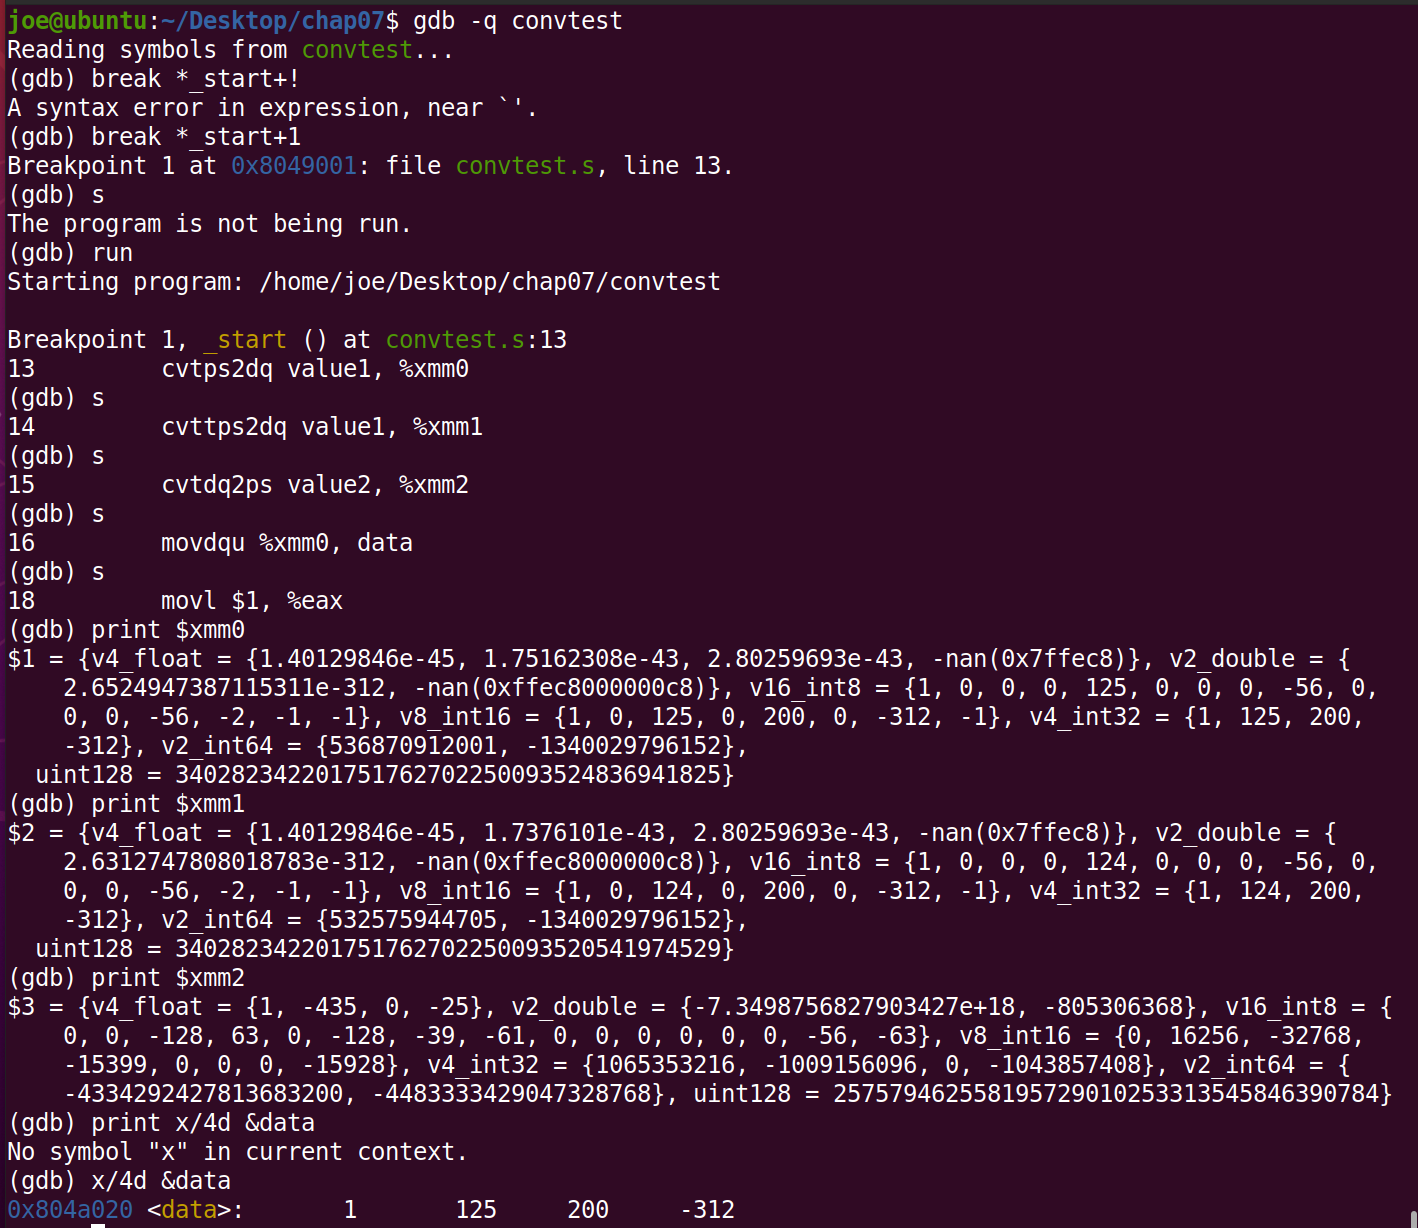 joe@ubuntu:~/Desktop/chap07$ gdb -q convtest
Reading symbols from convtest...
(gdb) break *_start+!
A syntax error in expression, near `'.
(gdb) break *_start+1
Breakpoint 1 at 0x8049001: file convtest.s, line 13.
(gdb) s
The program is not being run.
(gdb) run
Starting program: /home/joe/Desktop/chap07/convtest

Breakpoint 1, _start () at convtest.s:13
13         cvtps2dq value1, %xmm0
(gdb) s
14         cvttps2dq value1, %xmm1
(gdb) s
15         cvtdq2ps value2, %xmm2
(gdb) s
16         movdqu %xmm0, data
(gdb) s
18         movl $1, %eax
(gdb) print $xmm0
$1 = {v4_float = {1.40129846e-45, 1.75162308e-43, 2.80259693e-43, -nan(0x7ffec8)}, v2_double = {
    2.6524947387115311e-312, -nan(0xffec8000000c8)}, v16_int8 = {1, 0, 0, 0, 125, 0, 0, 0, -56, 0,
    0, 0, -56, -2, -1, -1}, v8_int16 = {1, 0, 125, 0, 200, 0, -312, -1}, v4_int32 = {1, 125, 200,
    -312}, v2_int64 = {536870912001, -1340029796152},
  uint128 = 340282342201751762702250093524836941825}
(gdb) print $xmm1
$2 = {v4_float = {1.40129846e-45, 1.7376101e-43, 2.80259693e-43, -nan(0x7ffec8)}, v2_double = {
    2.6312747808018783e-312, -nan(0xffec8000000c8)}, v16_int8 = {1, 0, 0, 0, 124, 0, 0, 0, -56, 0,
    0, 0, -56, -2, -1, -1}, v8_int16 = {1, 0, 124, 0, 200, 0, -312, -1}, v4_int32 = {1, 124, 200,
    -312}, v2_int64 = {532575944705, -1340029796152},
  uint128 = 340282342201751762702250093520541974529}
(gdb) print $xmm2
$3 = {v4_float = {1, -435, 0, -25}, v2_double = {-7.3498756827903427e+18, -805306368}, v16_int8 = {
    0, 0, -128, 63, 0, -128, -39, -61, 0, 0, 0, 0, 0, 0, -56, -63}, v8_int16 = {0, 16256, -32768,
    -15399, 0, 0, 0, -15928}, v4_int32 = {1065353216, -1009156096, 0, -1043857408}, v2_int64 = {
    -4334292427813683200, -4483333429047328768}, uint128 = 257579462558195729010253313545846390784}
(gdb) print x/4d &data
No symbol "x" in current context.
(gdb) x/4d &data
0x804a020 <data>:       1       125     200     -312